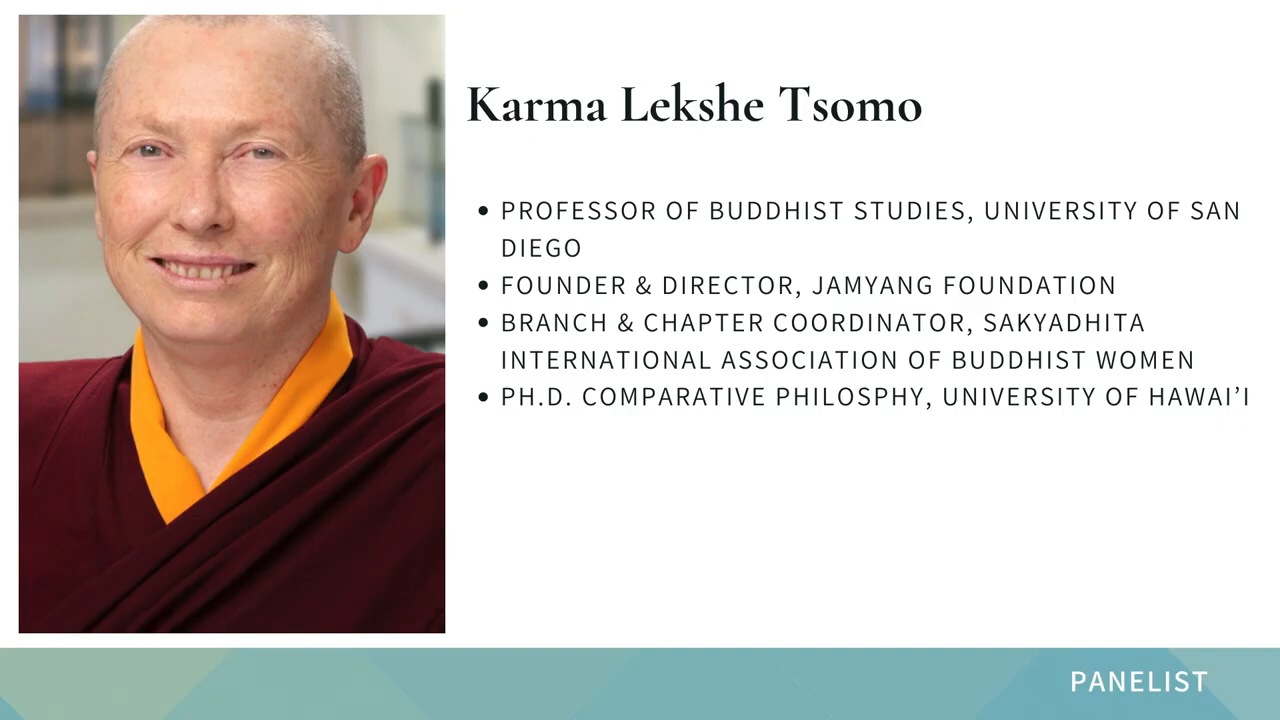 Karma Lekshe Tsomo
• PROFESSOR OF BUDDHIST STUDIES, UNIVERSITY OF SAN
DIEGO
• FOUNDER & DIRECTOR, JAMYANG FOUNDATION
• BRANCH & CHAPTER COORDINATOR, SAKYADHITA
INTERNATIONAL ASSOCIATION OF BUDDHIST WOMEN
• PH.D. COMPARATIVE PHILOSPHY, UNIVERSITY OF HAWAI’I
PANELIST